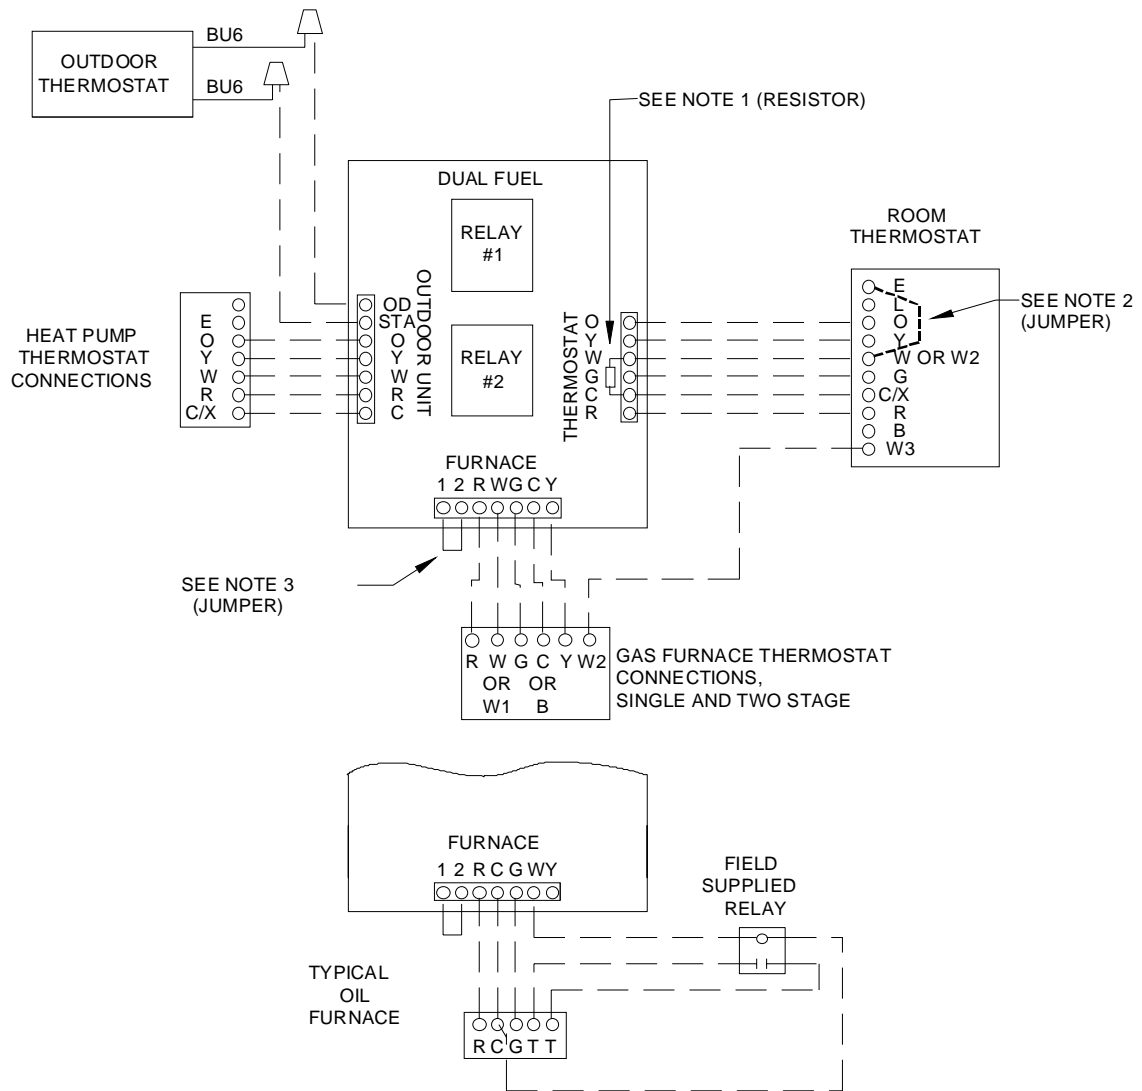 BU6
OUTDOOR
THERMOSTAT
BU6
SEE NOTE 1 (RESISTOR)
DUAL FUEL
RELAY
#1
RELAY
#2
OUTDOOR UNIT
OD
STA
O
Y
W
R
C
THERMOSTAT
O
Y
W
G
C
R
HEAT PUMP
THERMOSTAT
CONNECTIONS
E
O
Y
W
R
C/X
ROOM
THERMOSTAT
E
L
O
Y
W OR W2
G
C/X
R
B
W3
SEE NOTE 2
(JUMPER)
FURNACE
1 2 R W G C Y
SEE NOTE 3
(JUMPER)
R W G C Y W2
OR OR
W1 B
GAS FURNACE THERMOSTAT
CONNECTIONS,
SINGLE AND TWO STAGE
FURNACE
1 2 R C G W Y
FIELD
SUPPLIED
RELAY
TYPICAL
OIL
FURNACE
R C G T T